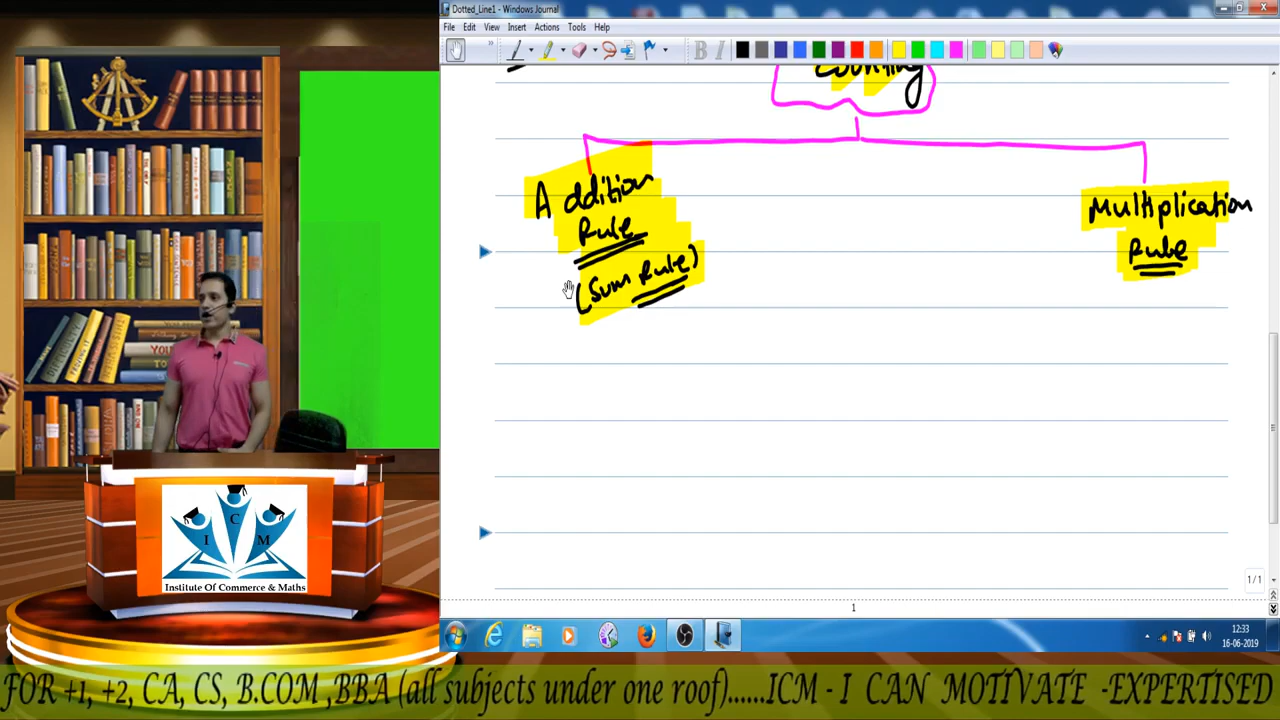 Dotted_Line1 - Windows Journal
File Edit View Insert Actions Tools Help
B I
Counting
Addition
Rule
(Sum Rule)
Multiplication
Rule
I C M
Institute Of Commerce & Maths
1/1
1
12:33
16-06-2019
FOR +1, +2, CA, CS, B.COM ,BBA (all subjects under one roof)......ICM - I CAN MOTIVATE -EXPERTISED